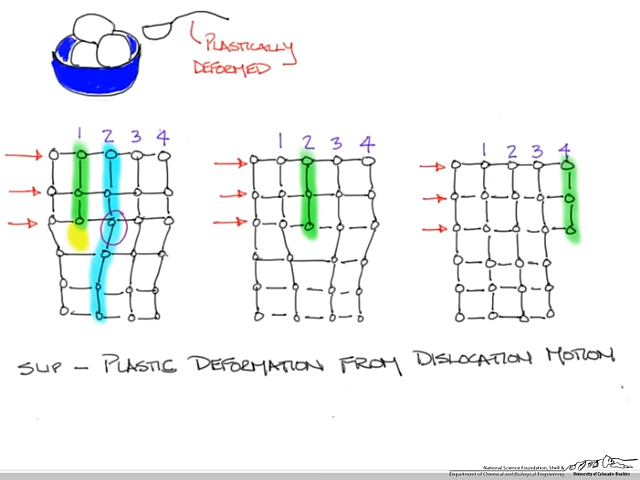 PLASTICALLY
DEFORMED
1 2 3 4
1 2 3 4
1 2 3 4
SLIP – PLASTIC DEFORMATION FROM DISLOCATION MOTION
National Science Foundation, Shell &
Department of Chemical and Biological Engineering
University of Colorado Boulder